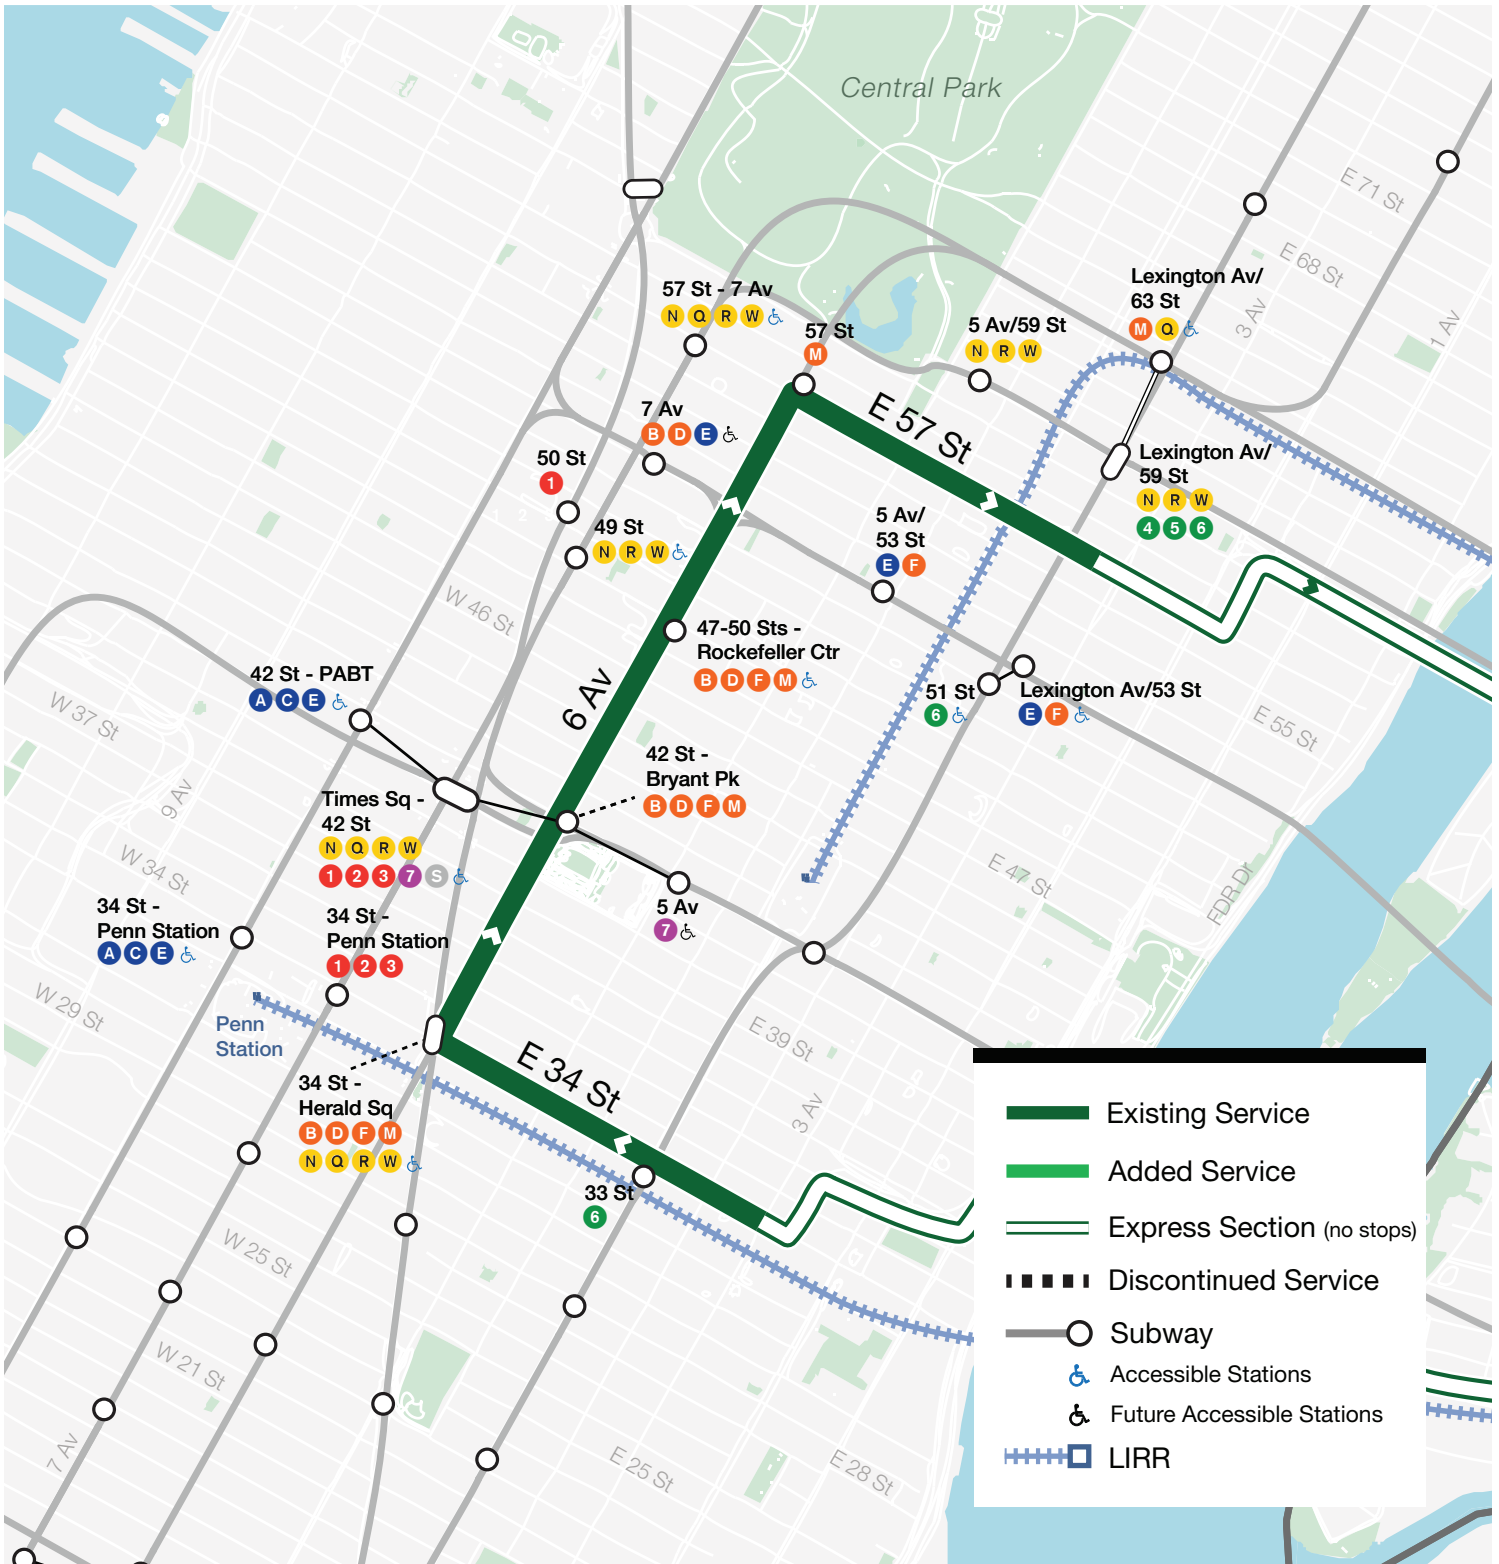 Central Park
E 71 St
E 68 St
3 Av
1 Av
Lexington Av/
63 St
M Q
57 St - 7 Av
N Q R W
57 St
M
5 Av/59 St
N R W
E 57 St
7 Av
B D E
50 St
1
2
49 St
N R W
Lexington Av/
59 St
N R W
4 5 6
5 Av/
53 St
E F
W 46 St
47-50 Sts -
Rockefeller Ctr
B D F M
6 Av
42 St - PABT
A C E
51 St
6
Lexington Av/53 St
E F
E 55 St
W 37 St
9 Av
42 St -
Bryant Pk
B D F M
Times Sq -
42 St
N Q R W
1 2 3 7 S
W 34 St
E 47 St
FDR Dr
5 Av
7
34 St -
Penn Station
A C E
34 St -
Penn Station
1 2 3
W 29 St
Penn
Station
E 39 St
E 34 St
3 Av
34 St -
Herald Sq
B D F M
N Q R W
33 St
6
W 25 St
W 21 St
7 Av
E 25 St
E 28 St
Existing Service
Added Service
Express Section (no stops)
Discontinued Service
Subway
Accessible Stations
Future Accessible Stations
LIRR